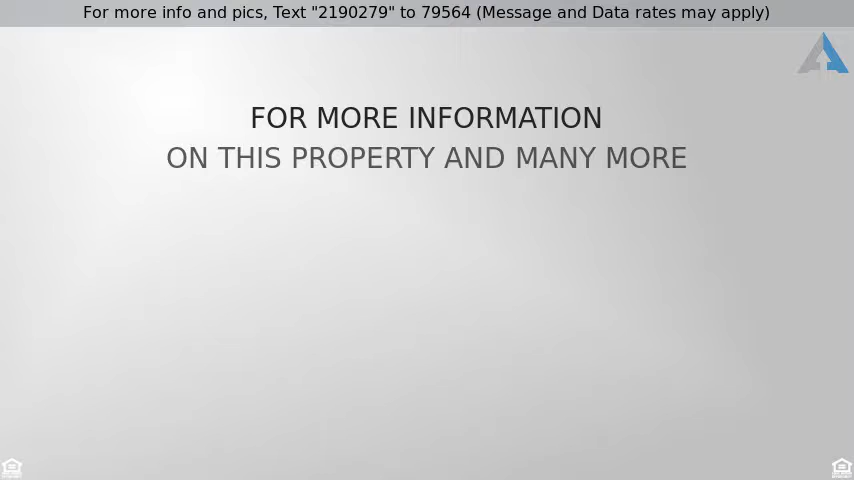 For more info and pics, Text "2190279" to 79564 (Message and Data rates may apply)
FOR MORE INFORMATION
ON THIS PROPERTY AND MANY MORE